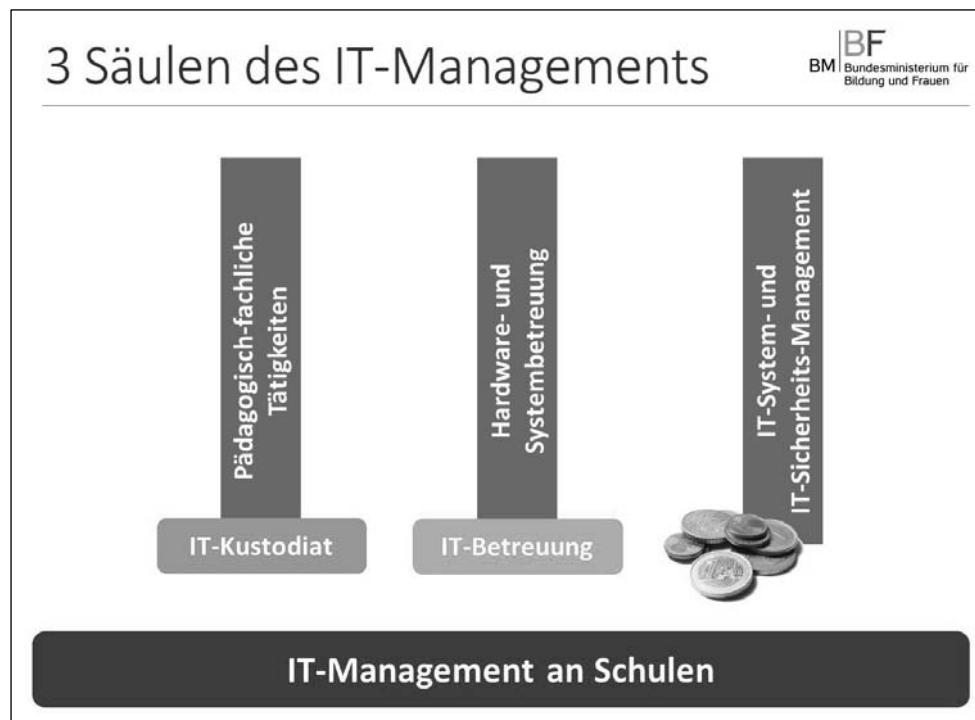 3 Säulen des IT-Managements
BM BF
Bundesministerium für
Bildung und Frauen
Pädagogisch-fachliche
Tätigkeiten
Hardware- und
Systembetreuung
IT-System- und
IT-Sicherheits-Management
IT-Kustodiat
IT-Betreuung
IT-Management an Schulen